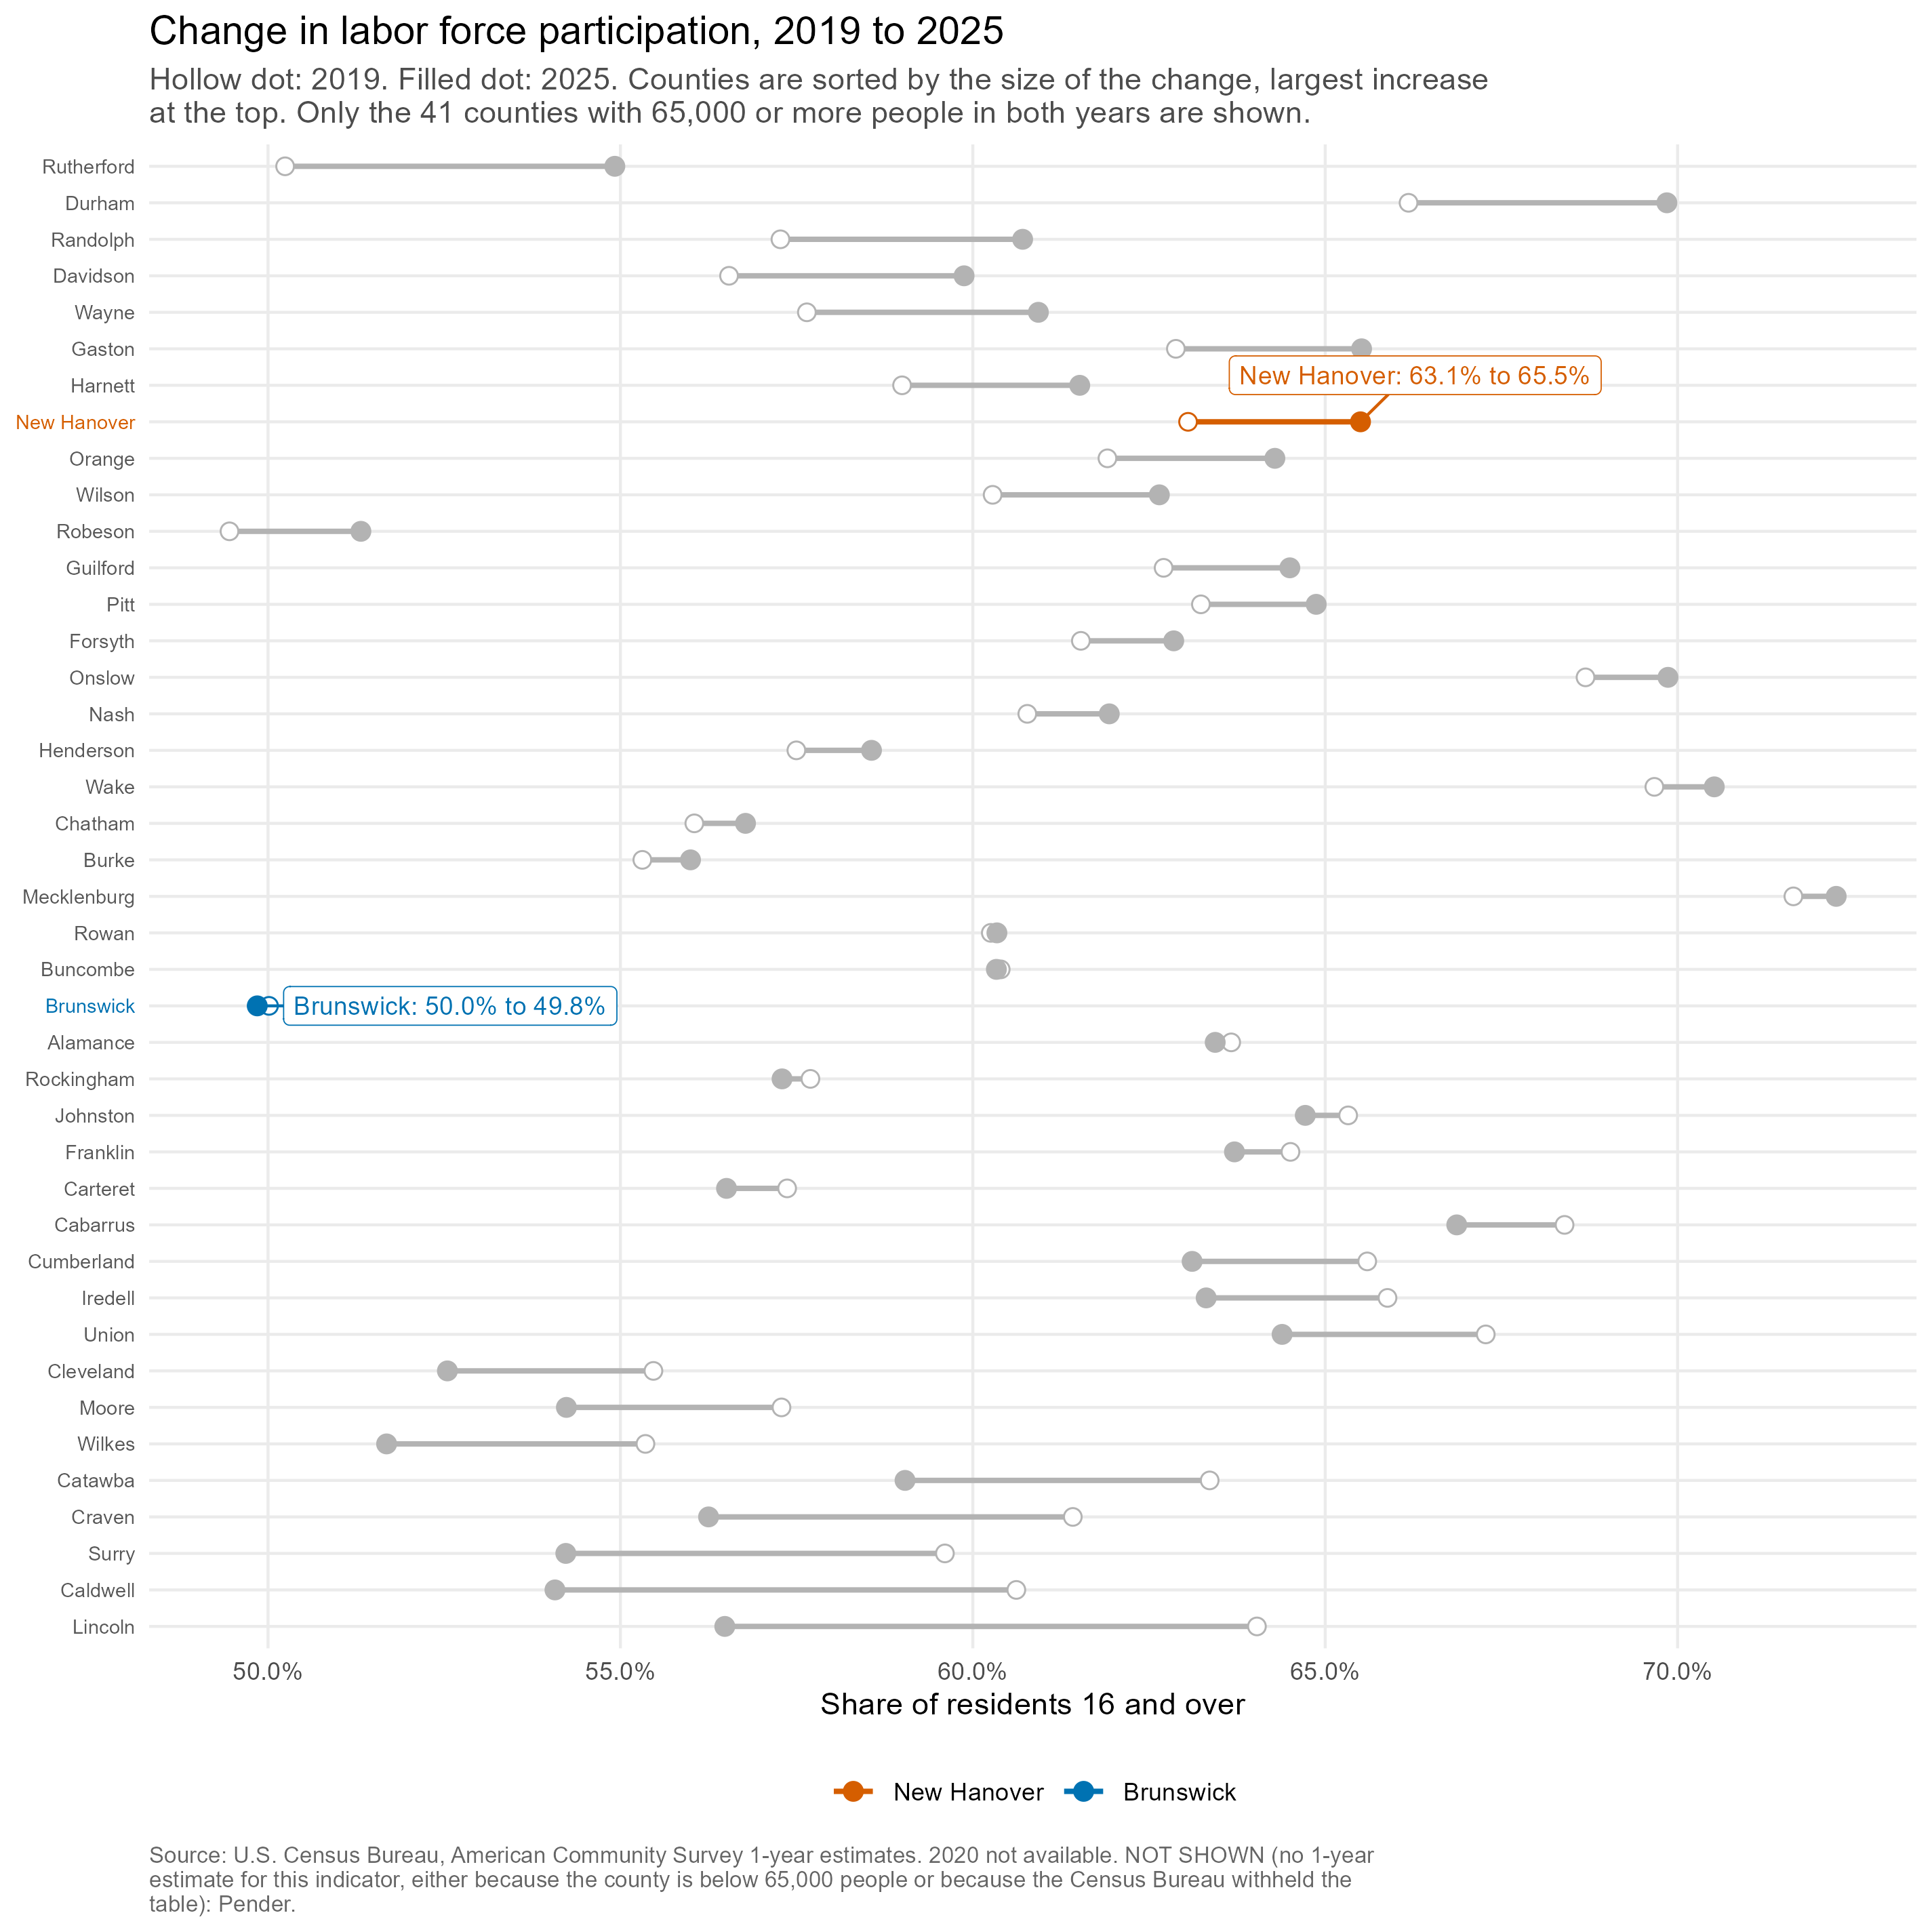 Change in labor force participation, 2019 to 2025
Hollow dot: 2019. Filled dot: 2025. Counties are sorted by the size of the change, largest increase
at the top. Only the 41 counties with 65,000 or more people in both years are shown.
Rutherford
Durham
Randolph
Davidson
Wayne
Gaston
Harnett
New Hanover: 63.1% to 65.5%
New Hanover
Orange
Wilson
Robeson
Guilford
Pitt
Forsyth
Onslow
Nash
Henderson
Wake
Chatham
Burke
Mecklenburg
Rowan
Buncombe
Brunswick
Brunswick: 50.0% to 49.8%
Alamance
Rockingham
Johnston
Franklin
Carteret
Cabarrus
Cumberland
Iredell
Union
Cleveland
Moore
Wilkes
Catawba
Craven
Surry
Caldwell
Lincoln
50.0% 55.0% 60.0% 65.0% 70.0%
Share of residents 16 and over
New Hanover Brunswick
Source: U.S. Census Bureau, American Community Survey 1-year estimates. 2020 not available. NOT SHOWN (no 1-year
estimate for this indicator, either because the county is below 65,000 people or because the Census Bureau withheld the
table): Pender.